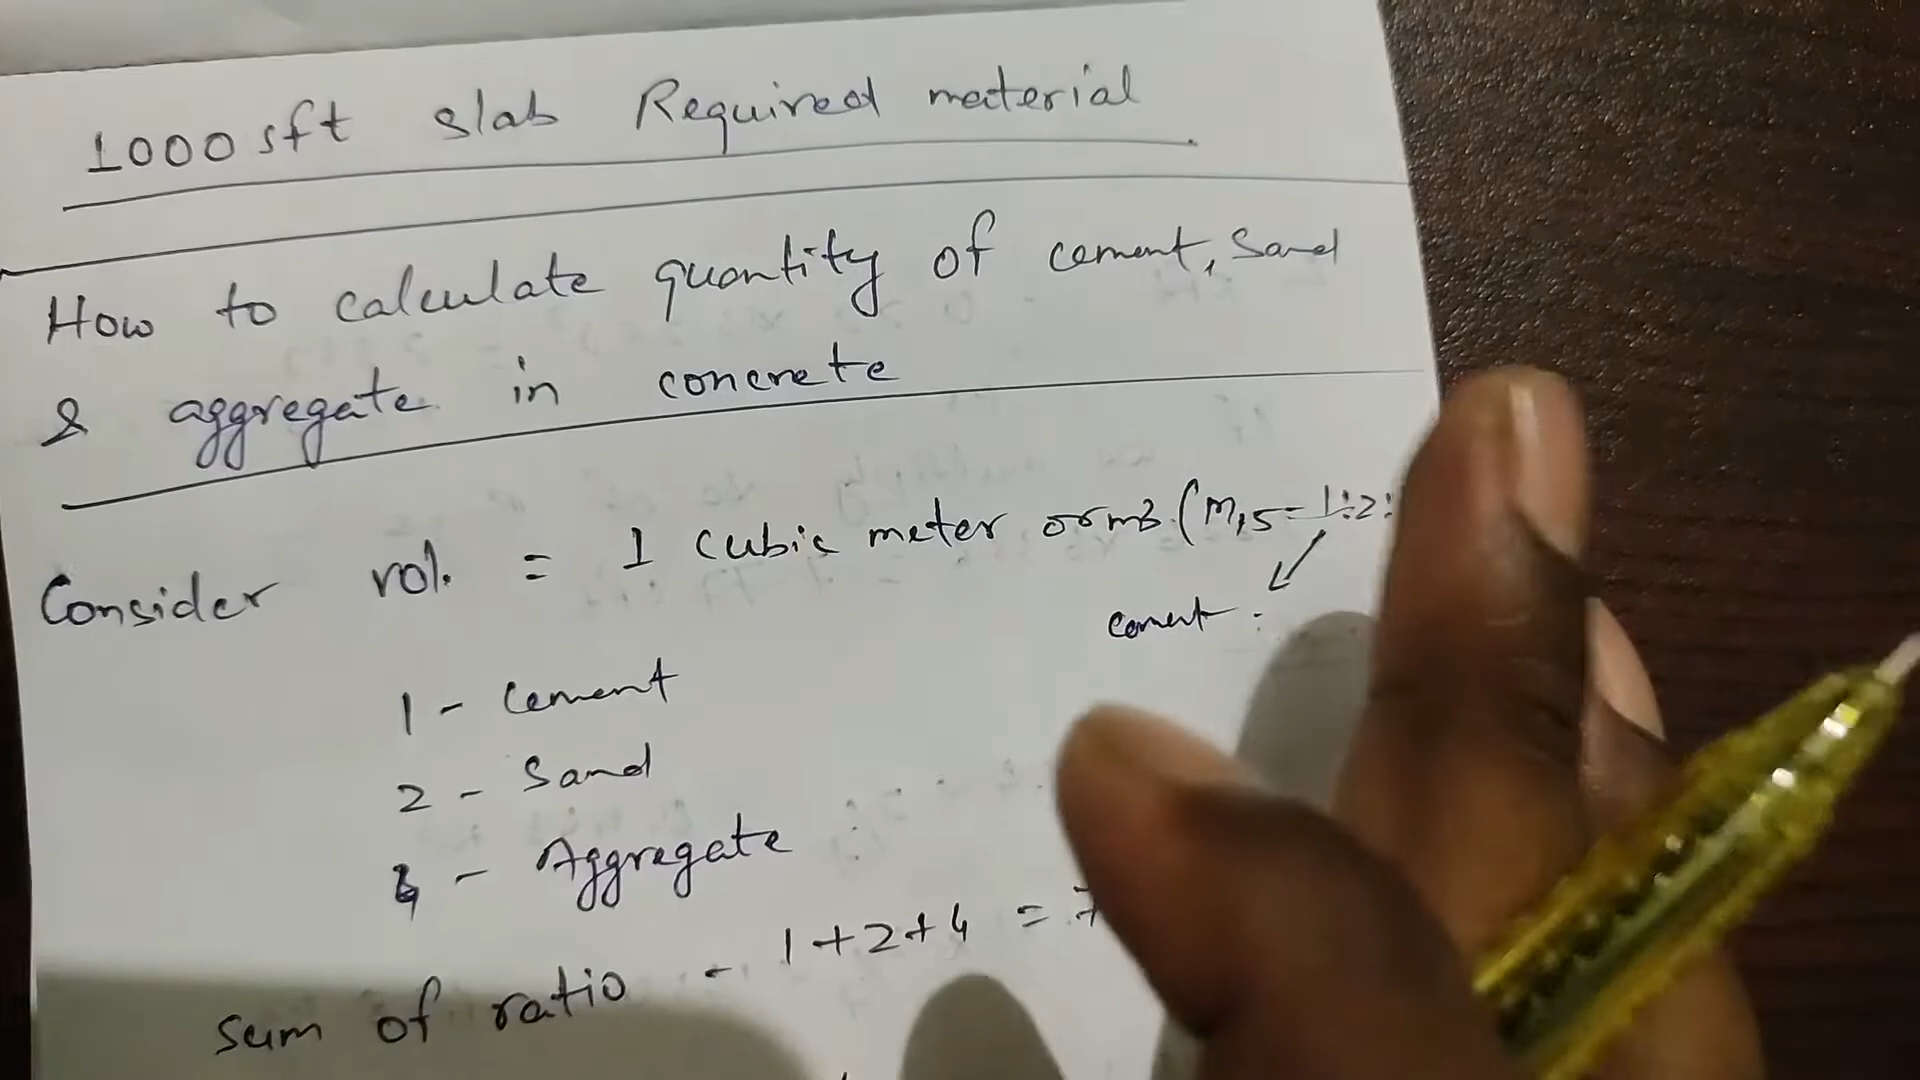 1000 sft slab Required material.
How to calculate quantity of cement, Sand
& aggregate in concrete
Consider vol. = 1 cubic meter or m3 (M15 = 1:2:
cement
1 - Cement
2 - Sand
4 - Aggregate
sum of ratio - 1+2+4 = 7